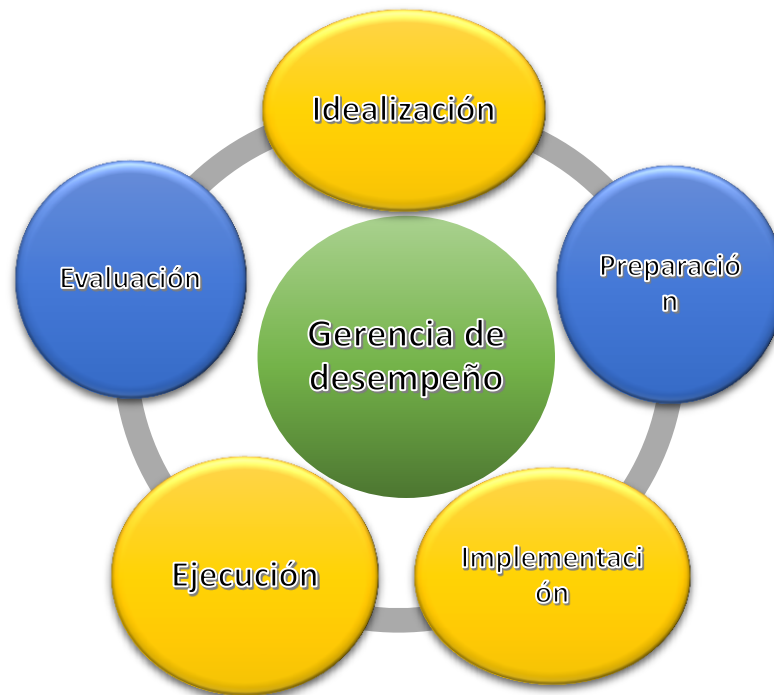 Idealización
Preparació
n
Implementaci
ón
Ejecución
Evaluación
Gerencia de
desempeño